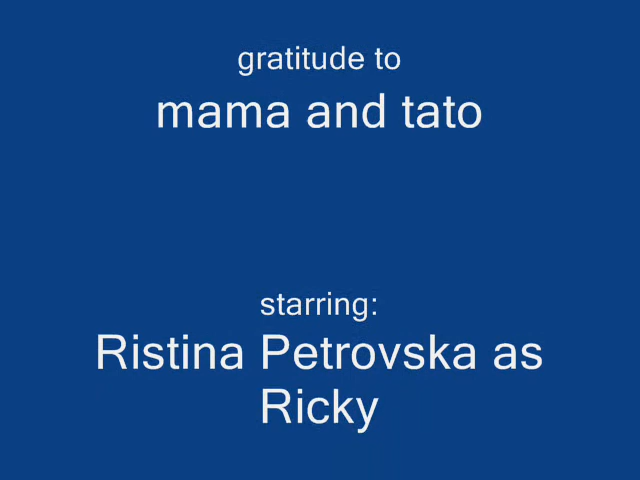 gratitude to
mama and tato
starring:
Ristina Petrovska as
Ricky